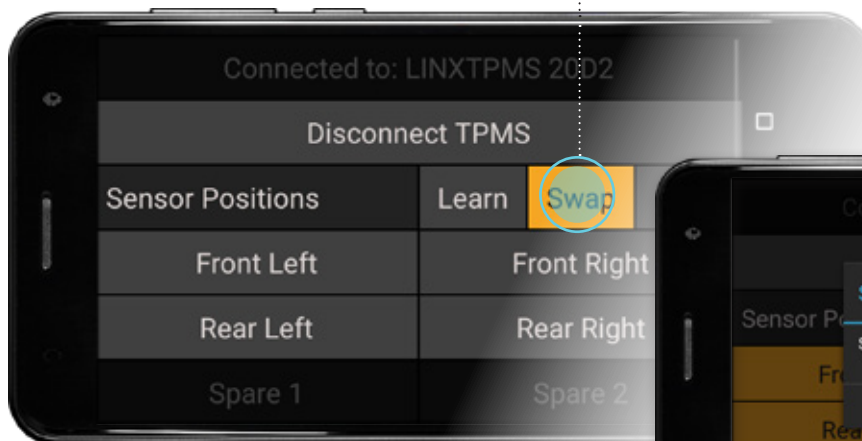 Connected to: LINXTPMS 20D2
Disconnect TPMS
Sensor Positions Learn Swap
Front Left Front Right
Rear Left Rear Right
Spare 1 Spare 2
Sensor